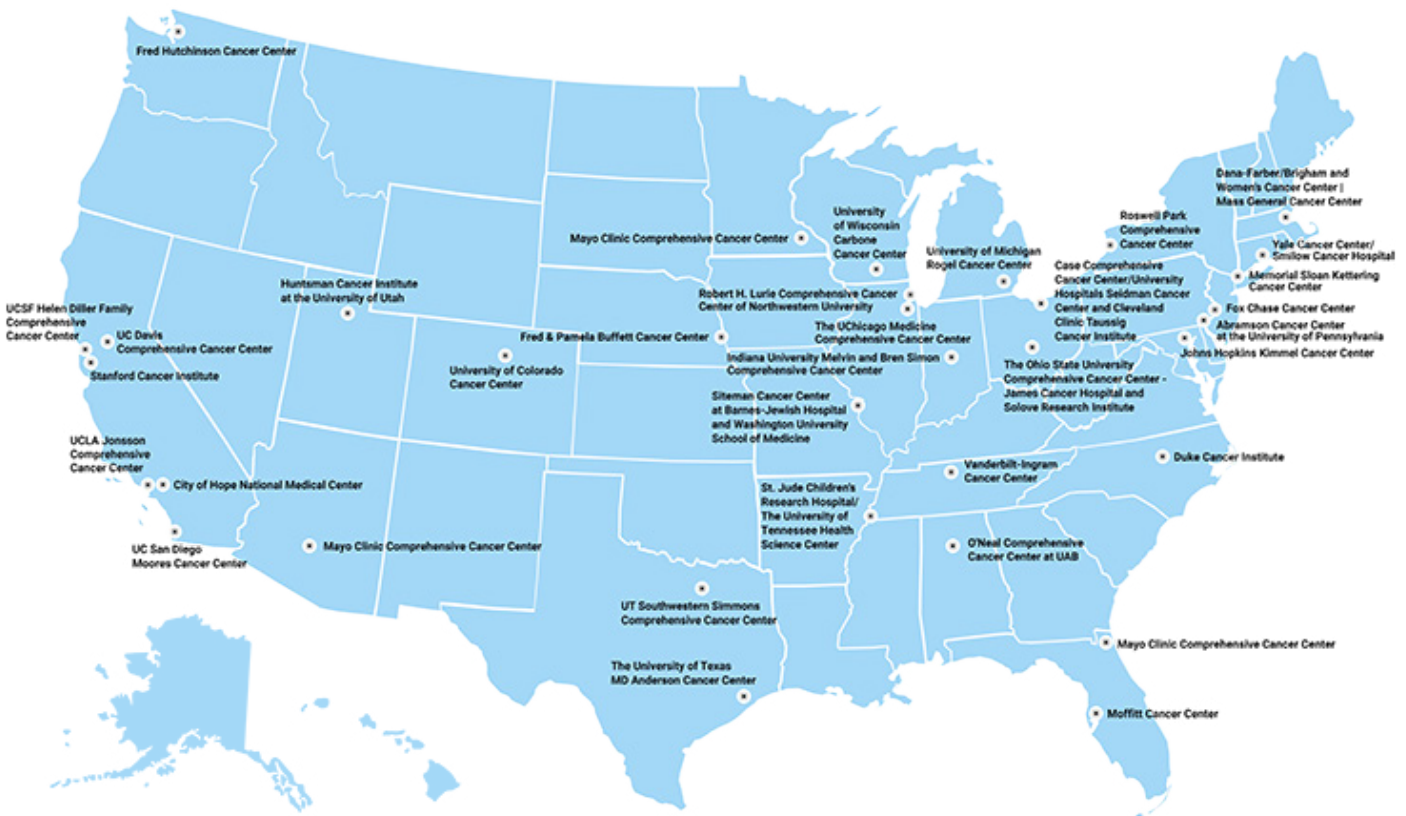 Fred Hutchinson Cancer Center
Dana-Farber/Brigham and
Women's Cancer Center |
Mass General Cancer Center
University
of Wisconsin
Carbone
Cancer Center
Roswell Park
Comprehensive
Cancer Center
Mayo Clinic Comprehensive Cancer Center
University of Michigan
Rogel Cancer Center
Yale Cancer Center/
Smilow Cancer Hospital
Case Comprehensive
Cancer Center/University
Hospitals Seidman Cancer
Center and Cleveland
Clinic Taussig
Cancer Institute
Memorial Sloan Kettering
Cancer Center
Huntsman Cancer Institute
at the University of Utah
Robert H. Lurie Comprehensive Cancer
Center of Northwestern University
UCSF Helen Diller Family
Comprehensive
Cancer Center
Fox Chase Cancer Center
UC Davis
Comprehensive Cancer Center
Fred & Pamela Buffett Cancer Center
The UChicago Medicine
Comprehensive Cancer Center
Abramson Cancer Center
at the University of Pennsylvania
Johns Hopkins Kimmel Cancer Center
Stanford Cancer Institute
University of Colorado
Cancer Center
Indiana University Melvin and Bren Simon
Comprehensive Cancer Center
The Ohio State University
Comprehensive Cancer Center -
James Cancer Hospital and
Solove Research Institute
Siteman Cancer Center
at Barnes-Jewish Hospital
and Washington University
School of Medicine
UCLA Jonsson
Comprehensive
Cancer Center
City of Hope National Medical Center
Vanderbilt-Ingram
Cancer Center
Duke Cancer Institute
St. Jude Children's
Research Hospital/
The University of
Tennessee Health
Science Center
UC San Diego
Moores Cancer Center
Mayo Clinic Comprehensive Cancer Center
O'Neal Comprehensive
Cancer Center at UAB
UT Southwestern Simmons
Comprehensive Cancer Center
Mayo Clinic Comprehensive Cancer Center
The University of Texas
MD Anderson Cancer Center
Moffitt Cancer Center